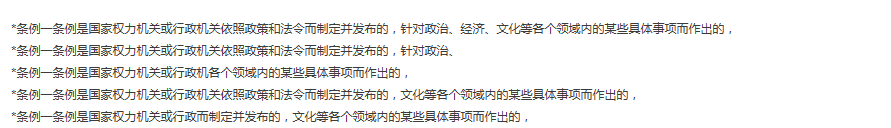 *条例一条例是国家权力机关或行政机关依照政策和法令而制定并发布的，针对政治、经济、文化等各个领域内的某些具体事项而作出的，
*条例一条例是国家权力机关或行政机关依照政策和法令而制定并发布的，针对政治、
*条例一条例是国家权力机关或行政机各个领域内的某些具体事项而作出的，
*条例一条例是国家权力机关或行政机关依照政策和法令而制定并发布的，文化等各个领域内的某些具体事项而作出的，
*条例一条例是国家权力机关或行政而制定并发布的，文化等各个领域内的某些具体事项而作出的，